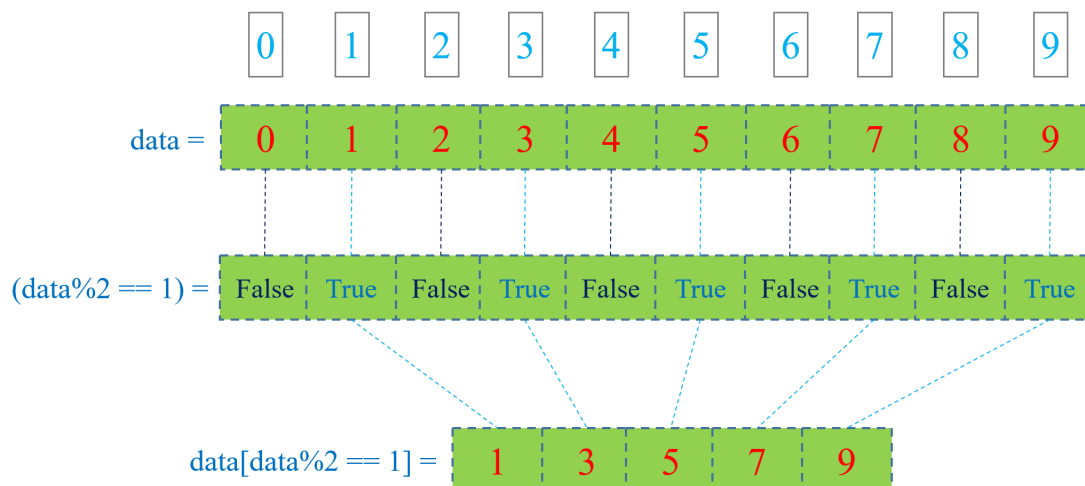 0 1 2 3 4 5 6 7 8 9
data = 0 1 2 3 4 5 6 7 8 9
(data%2 == 1) = False True False True False True False True False True
data[data%2 == 1] = 1 3 5 7 9